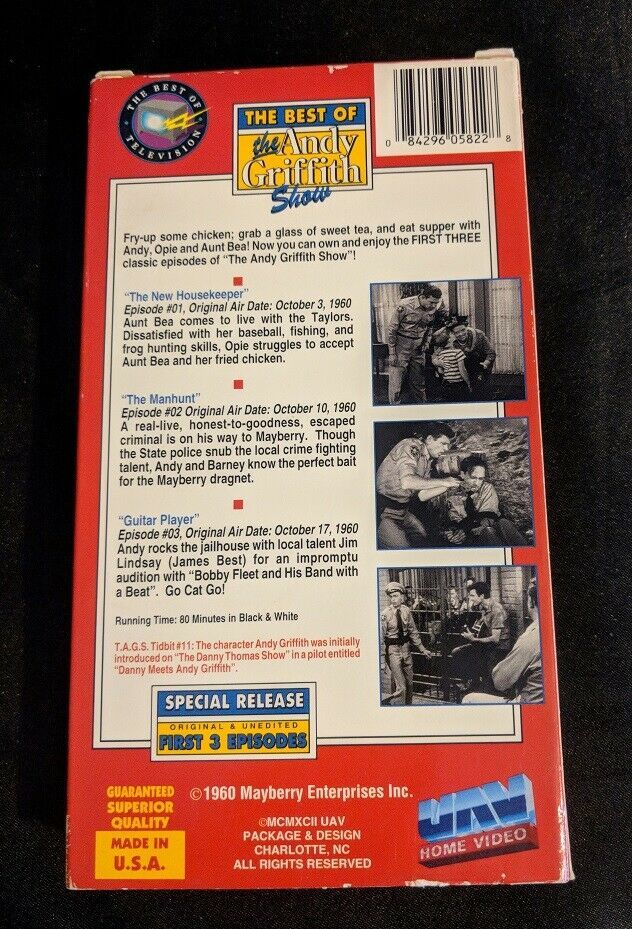 THE BEST OF
TELEVISION
THE BEST OF
the Andy
Griffith
Show
0 84296 05822 8
Fry-up some chicken; grab a glass of sweet tea, and eat supper with
Andy, Opie and Aunt Bea! Now you can own and enjoy the FIRST THREE
classic episodes of "The Andy Griffith Show"!
"The New Housekeeper"
Episode #01, Original Air Date: October 3, 1960
Aunt Bea comes to live with the Taylors.
Dissatisfied with her baseball, fishing, and
frog hunting skills, Opie struggles to accept
Aunt Bea and her fried chicken.
"The Manhunt"
Episode #02 Original Air Date: October 10, 1960
A real-live, honest-to-goodness, escaped
criminal is on his way to Mayberry. Though
the State police snub the local crime fighting
talent, Andy and Barney know the perfect bait
for the Mayberry dragnet.
"Guitar Player"
Episode #03, Original Air Date: October 17, 1960
Andy rocks the jailhouse with local talent Jim
Lindsay (James Best) for an impromptu
audition with "Bobby Fleet and His Band with
a Beat". Go Cat Go!
Running Time: 80 Minutes in Black & White
T.A.G.S. Tidbit #11: The character Andy Griffith was initially
introduced on "The Danny Thomas Show" in a pilot entitled
"Danny Meets Andy Griffith".
SPECIAL RELEASE
ORIGINAL & UNEDITED
FIRST 3 EPISODES
GUARANTEED
SUPERIOR
QUALITY
MADE IN
U.S.A.
©1960 Mayberry Enterprises Inc.
©MCMXCII UAV
PACKAGE & DESIGN
CHARLOTTE, NC
ALL RIGHTS RESERVED
UAV
HOME VIDEO